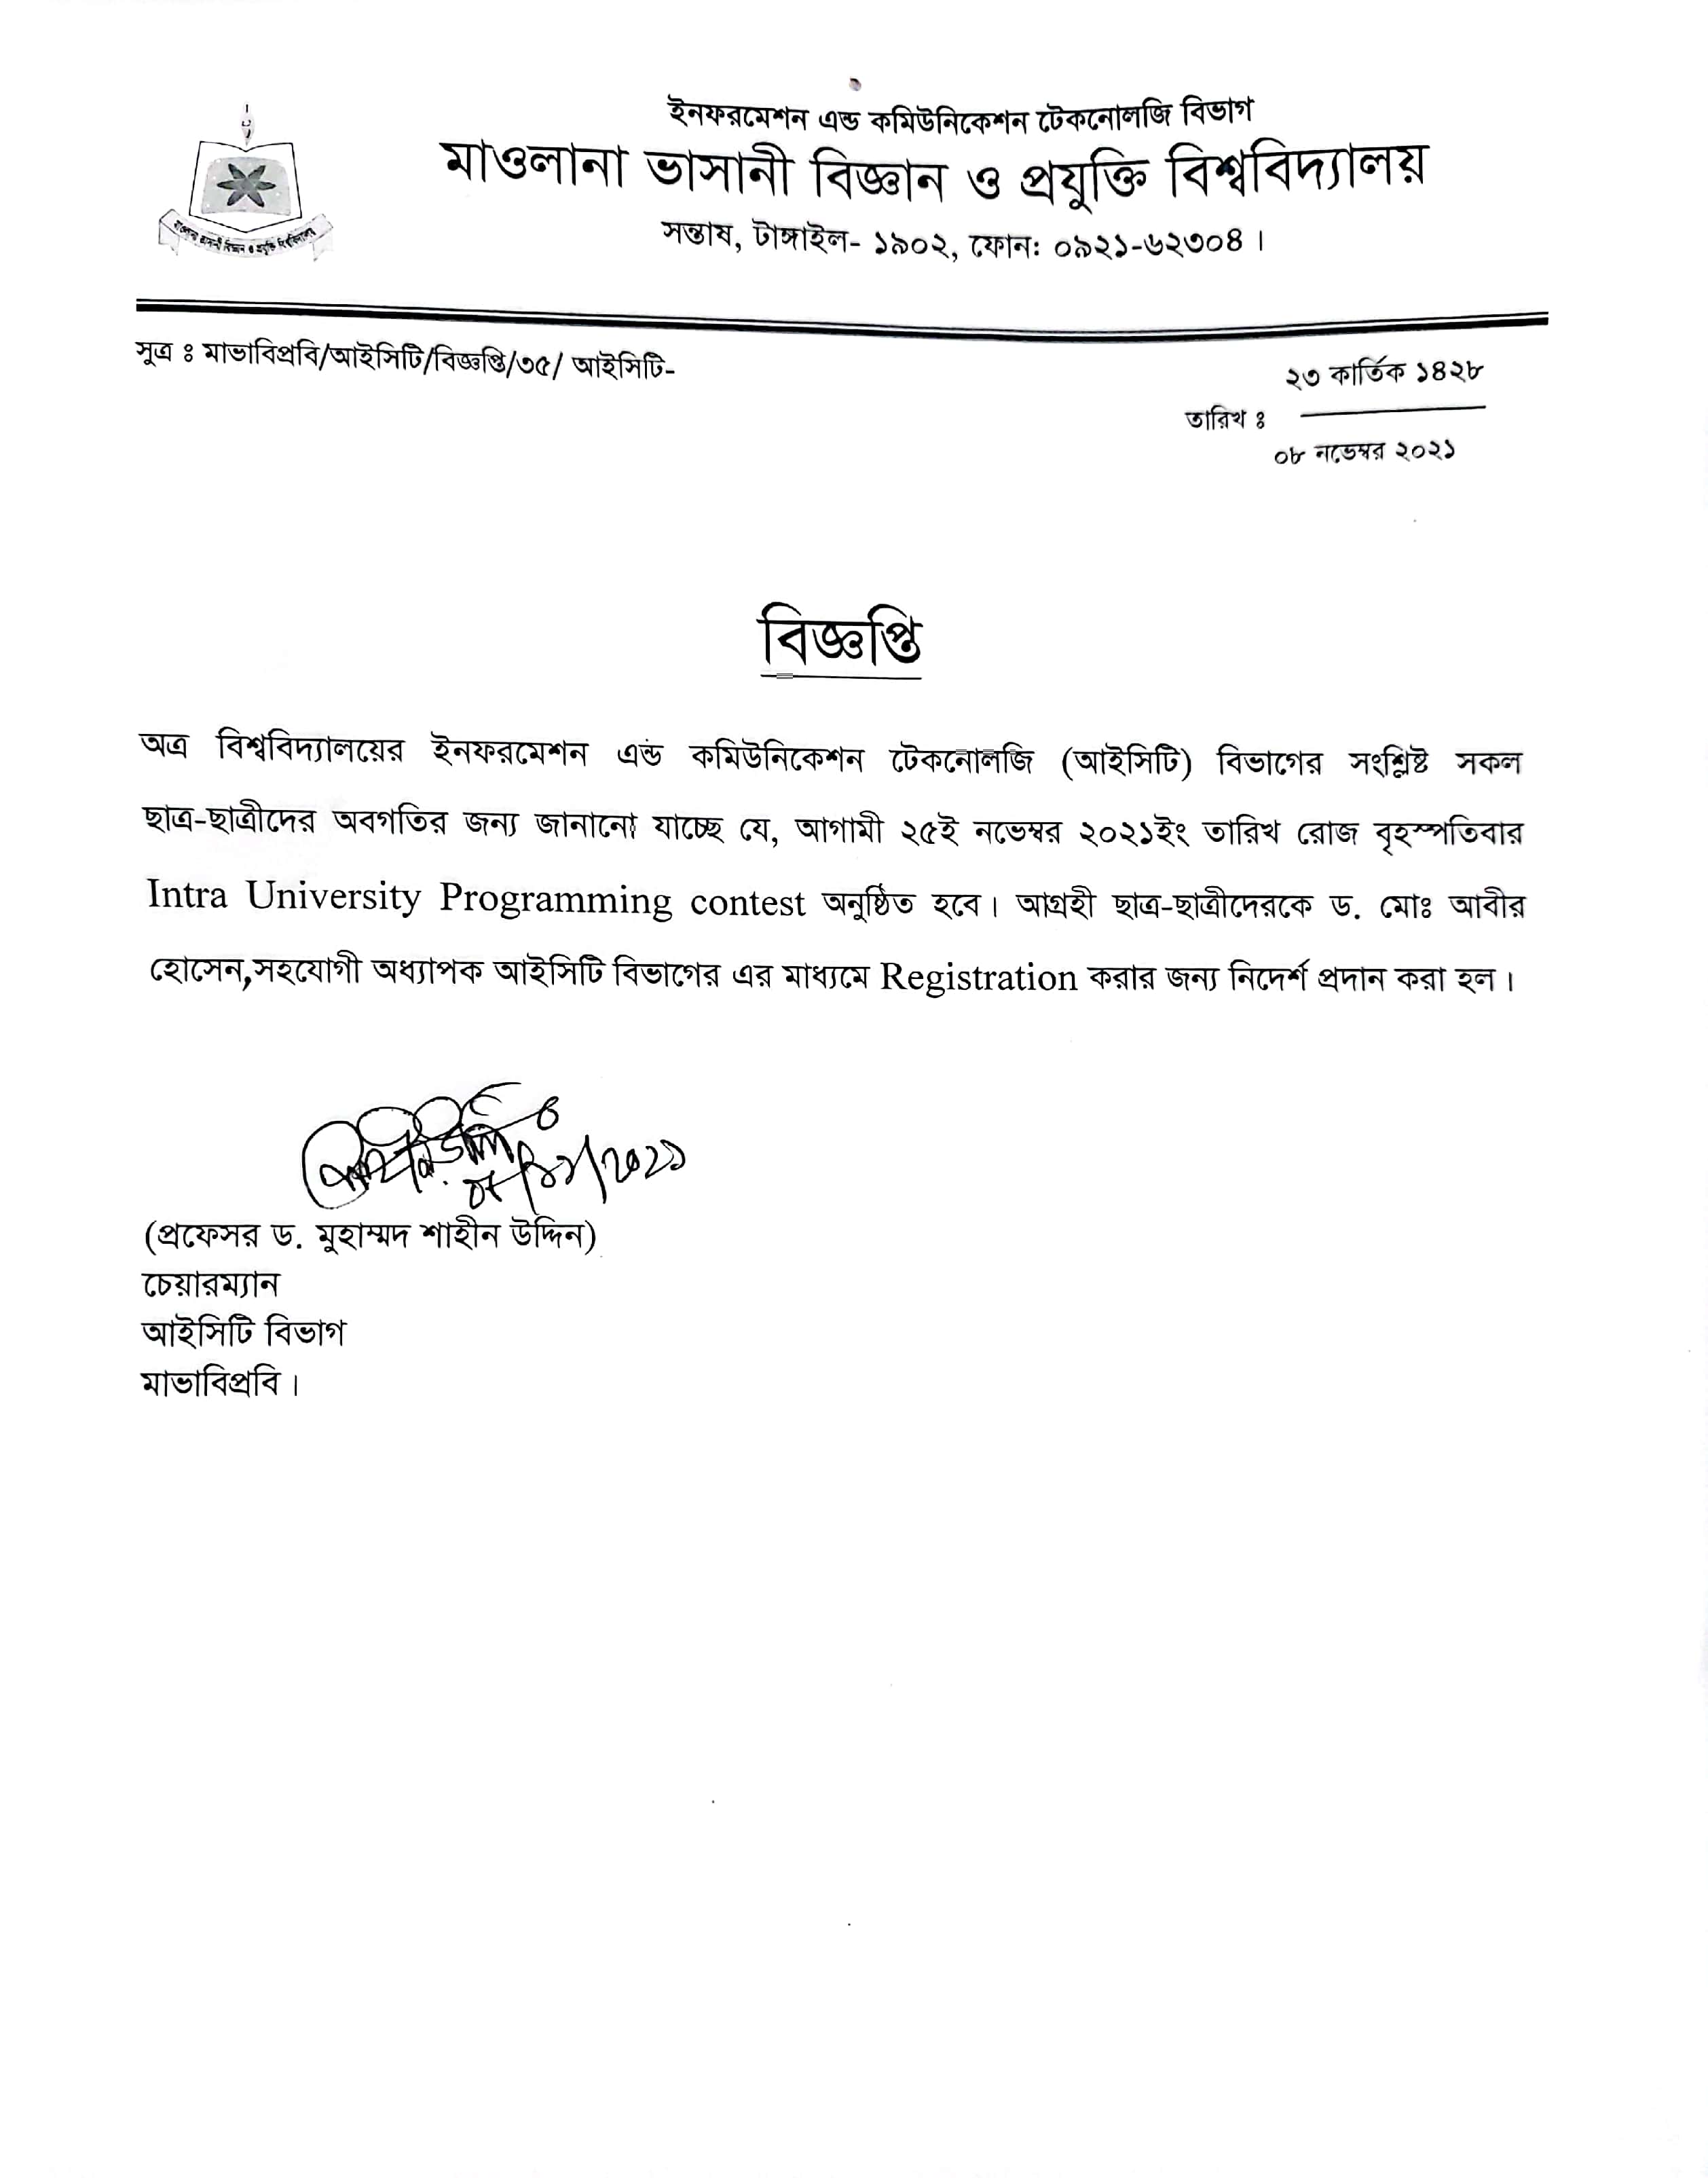 ইনফরমেশন এন্ড কমিউনিকেশন টেকনোলজি বিভাগ
মাওলানা ভাসানী বিজ্ঞান ও প্রযুক্তি বিশ্ববিদ্যালয়
সন্তাষ, টাঙ্গাইল- ১৯০২, ফোন: ০৯২১-৬২৩০৪ ।
মাওলানা ভাসানী বিজ্ঞান ও প্রযুক্তি বিশ্ববিদ্যালয়
সুত্র ঃ মাভাবিপ্রবি/আইসিটি/বিজ্ঞপ্তি/৩৫/ আইসিটি-
২৩ কার্তিক ১৪২৮
তারিখ ঃ
০৮ নভেম্বর ২০২১
বিজ্ঞপ্তি
অত্র বিশ্ববিদ্যালয়ের ইনফরমেশন এন্ড কমিউনিকেশন টেকনোলজি (আইসিটি) বিভাগের সংশ্লিষ্ট সকল
ছাত্র-ছাত্রীদের অবগতির জন্য জানানো যাচ্ছে যে, আগামী ২৫ই নভেম্বর ২০২১ইং তারিখ রোজ বৃহস্পতিবার
Intra University Programming contest অনুষ্ঠিত হবে। আগ্রহী ছাত্র-ছাত্রীদেরকে ড. মোঃ আবীর
হোসেন,সহযোগী অধ্যাপক আইসিটি বিভাগের এর মাধ্যমে Registration করার জন্য নিদের্শ প্রদান করা হল ।
(প্রফেসর ড. মুহাম্মদ শাহীন উদ্দিন)
চেয়ারম্যান
আইসিটি বিভাগ
মাভাবিপ্রবি ।